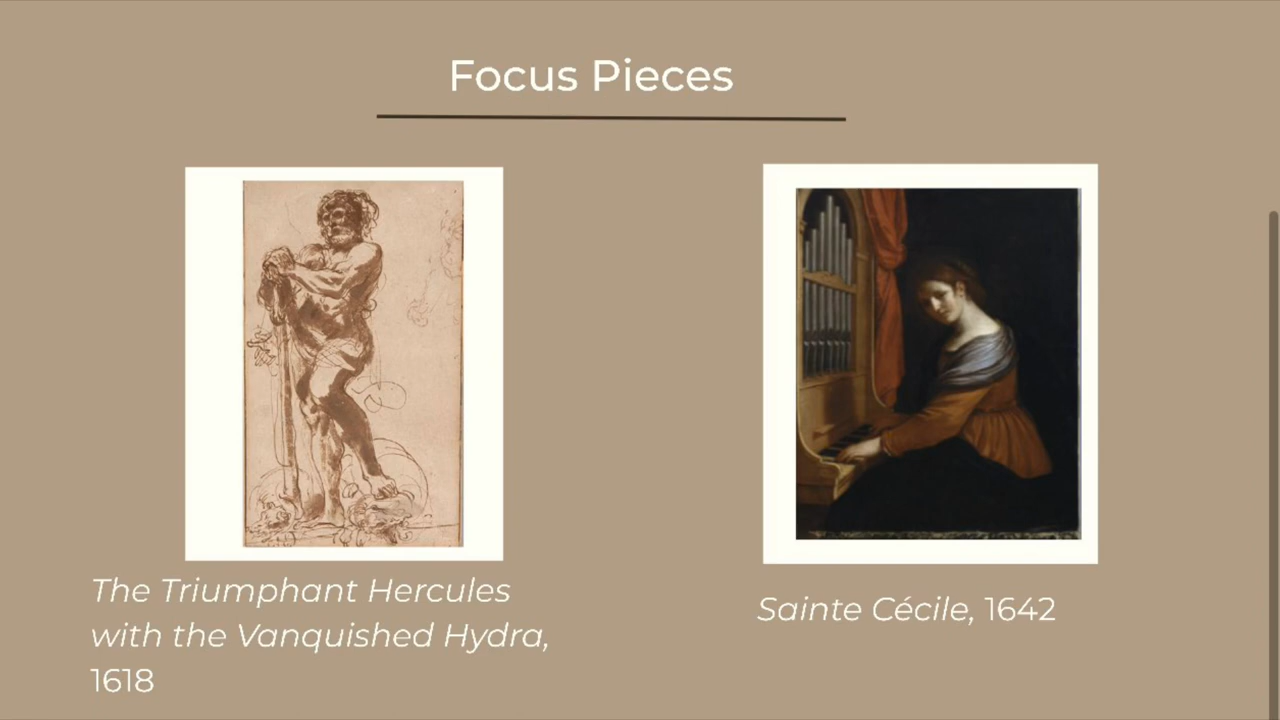 Focus Pieces
The Triumphant Hercules
with the Vanquished Hydra,
1618
Sainte Cécile, 1642